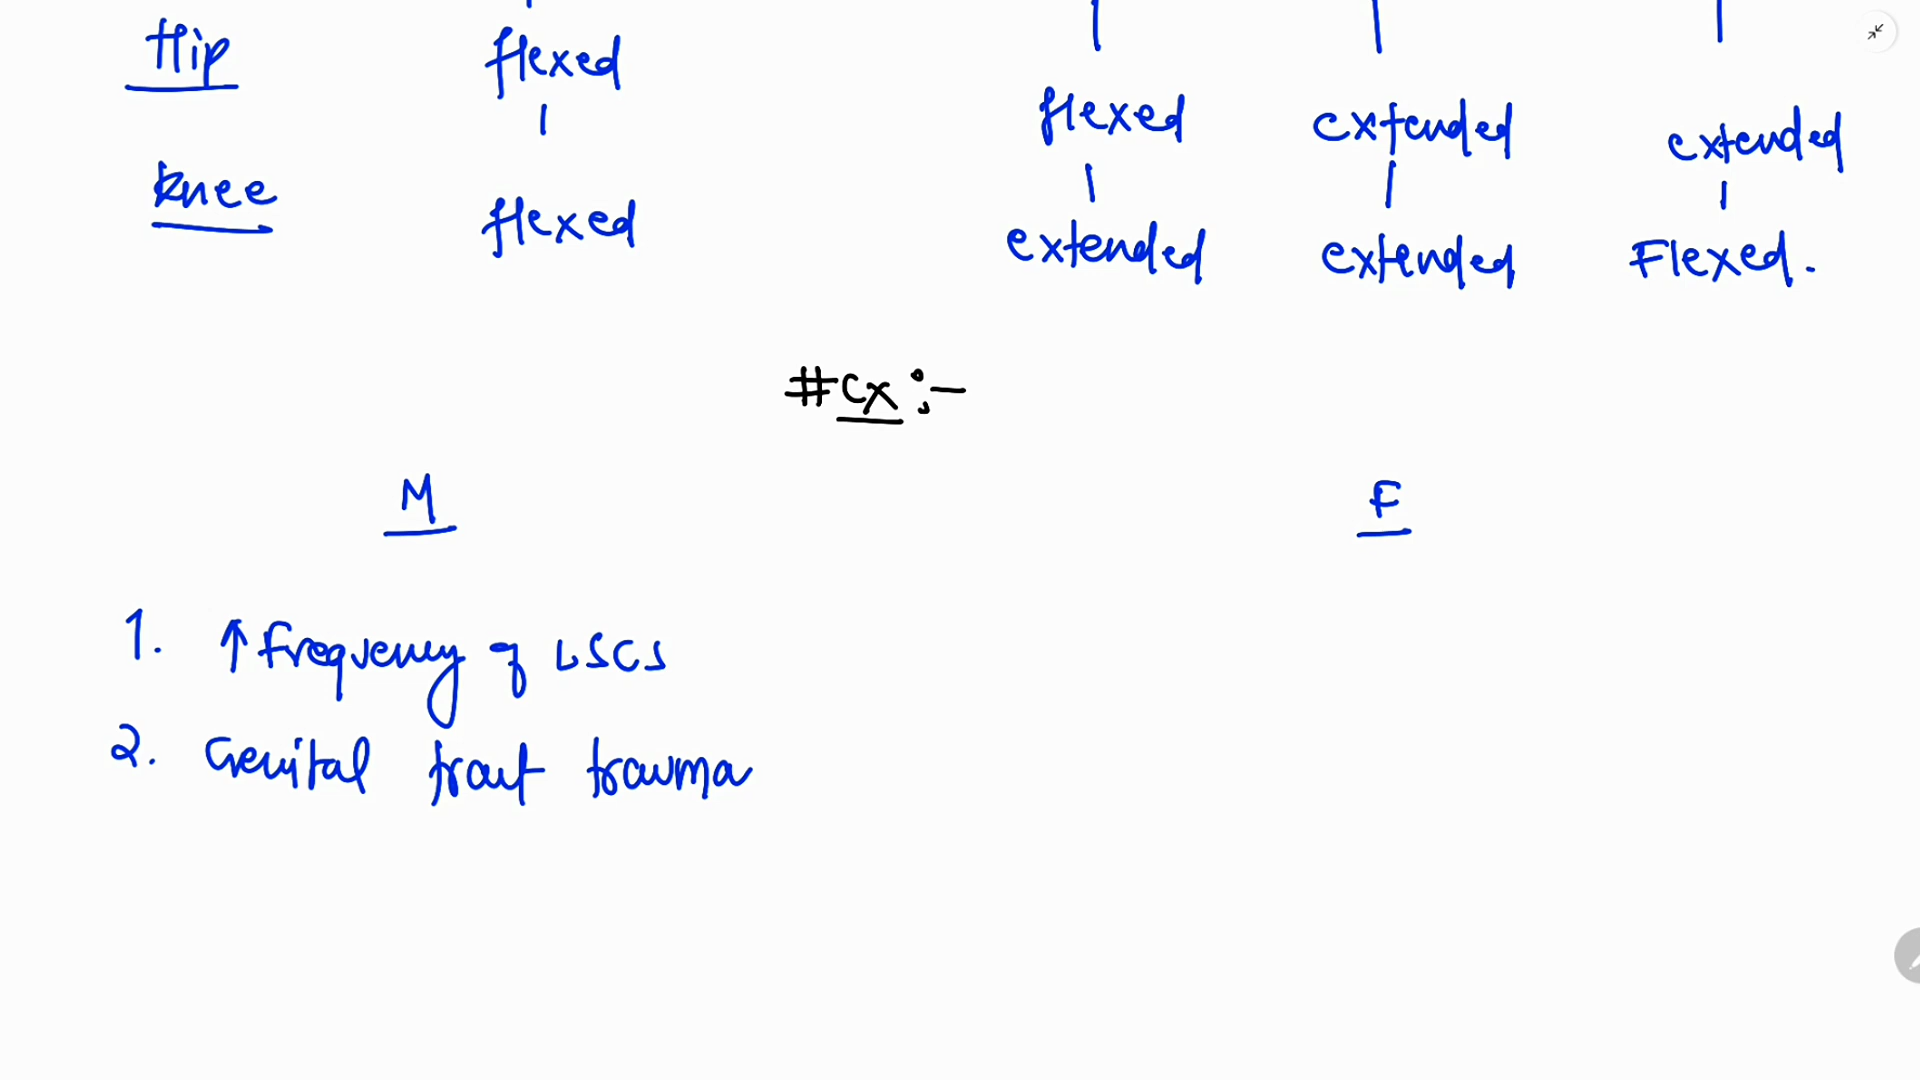 Hip flexed flexed extended extended
Knee flexed extended extended Flexed.
#Cx :-
M F
1. ↑ frequency of LSCS
2. Genital tract trauma